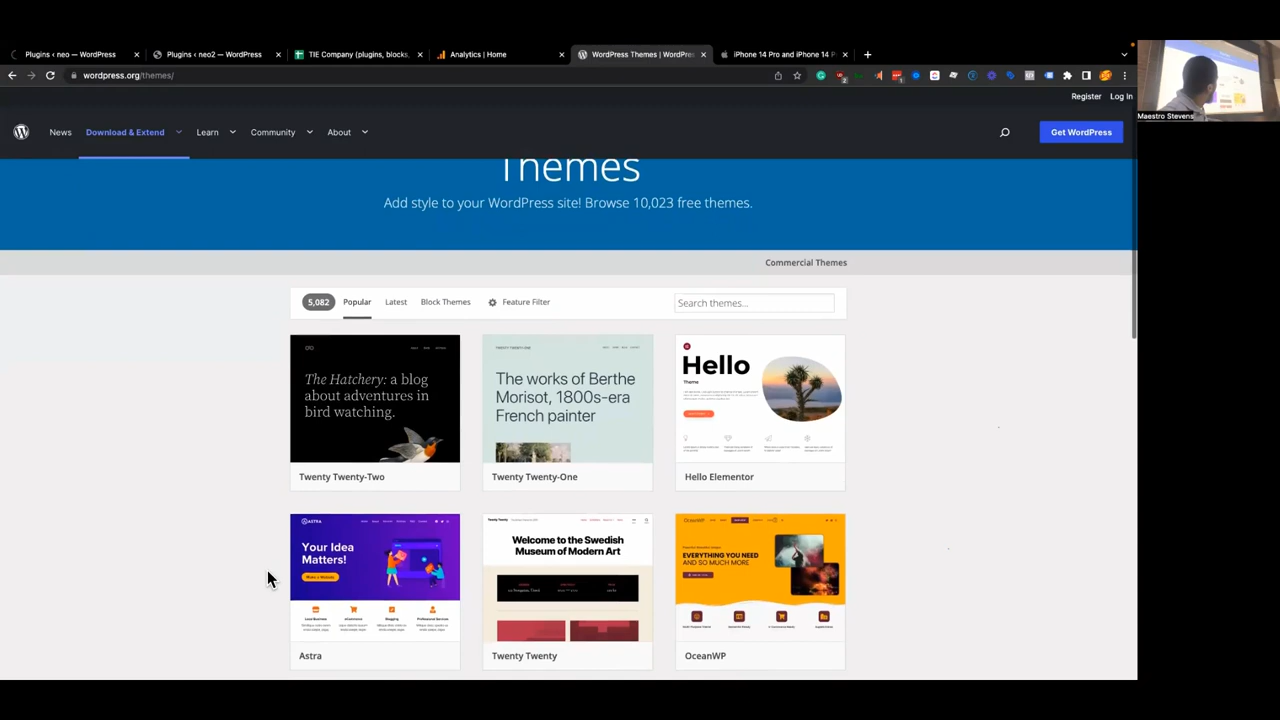 Plugins ‹ neo — WordPress
Plugins ‹ neo2 — WordPress
TIE Company (plugins, blocks,
Analytics | Home
WordPress Themes | WordPre
iPhone 14 Pro and iPhone 14 P
wordpress.org/themes/
Register
Log In
News
Download & Extend
Learn
Community
About
Get WordPress
Maestro Stevens
Themes
Add style to your WordPress site! Browse 10,023 free themes.
Commercial Themes
5,082
Popular
Latest
Block Themes
Feature Filter
Search themes...
The Hatchery: a blog
about adventures in
bird watching.
Twenty Twenty-Two
The works of Berthe
Morisot, 1800s-era
French painter
Twenty Twenty-One
Hello
Theme
Hello Elementor
ASTRA
Your Idea
Matters!
Astra
Welcome to the Swedish
Museum of Modern Art
Twenty Twenty
EVERYTHING YOU NEED
AND SO MUCH MORE
OceanWP